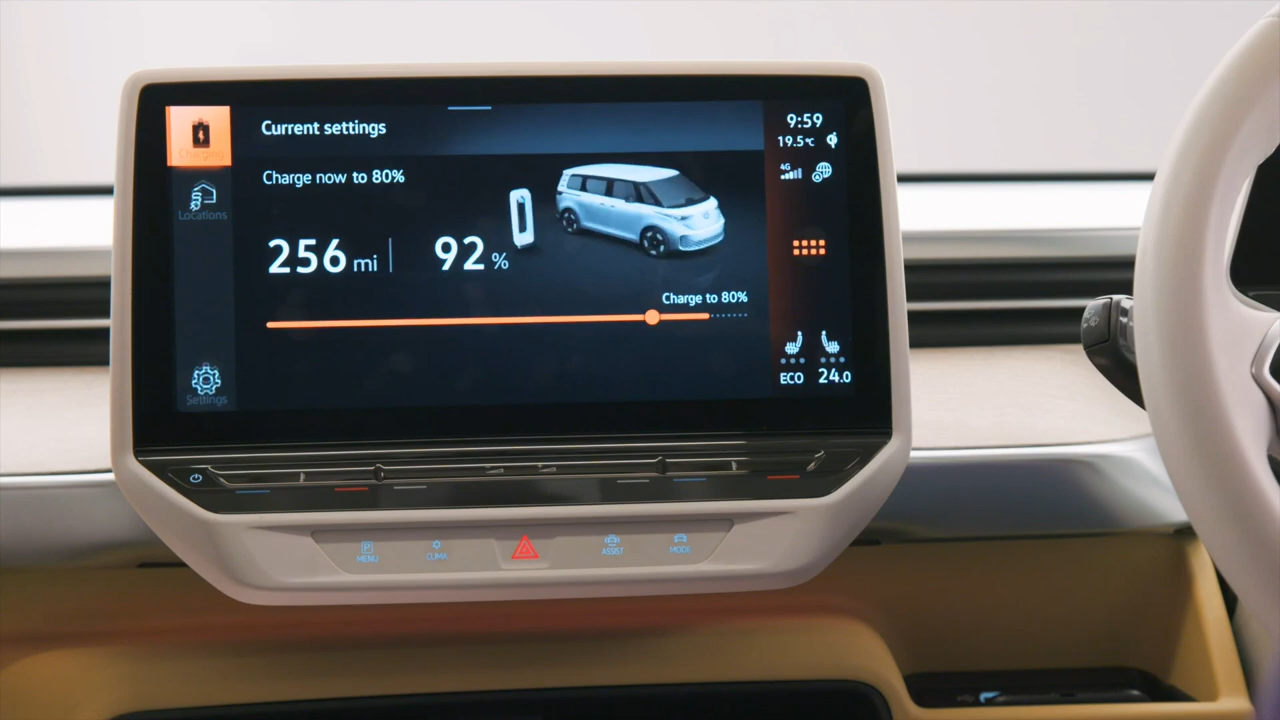 Current settings
Charge now to 80%
256 mi
92 %
Charge to 80%
Charging
Locations
Settings
9:59
19.5°C
4G
ECO
24.0
P
MENU
CLIMA
ASSIST
MODE